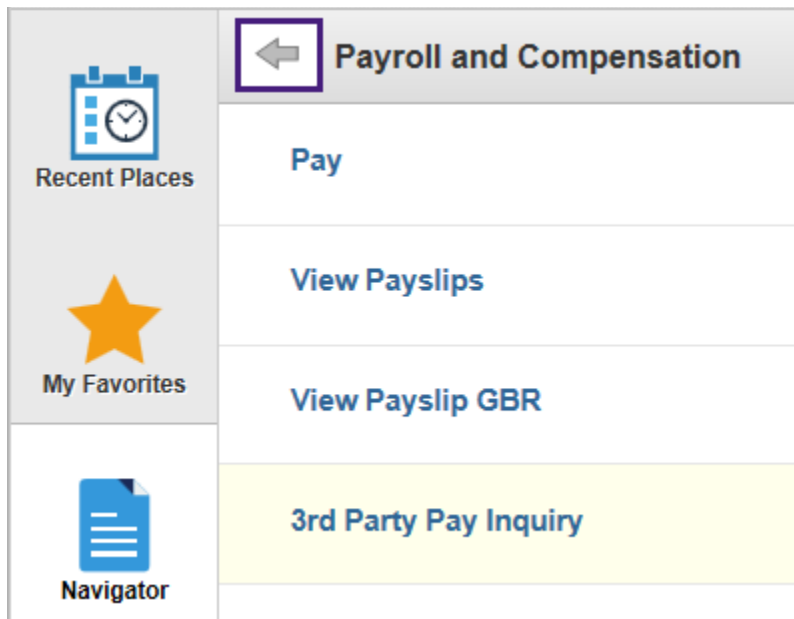 Payroll and Compensation
Recent Places
Pay
View Payslips
My Favorites
View Payslip GBR
3rd Party Pay Inquiry
Navigator